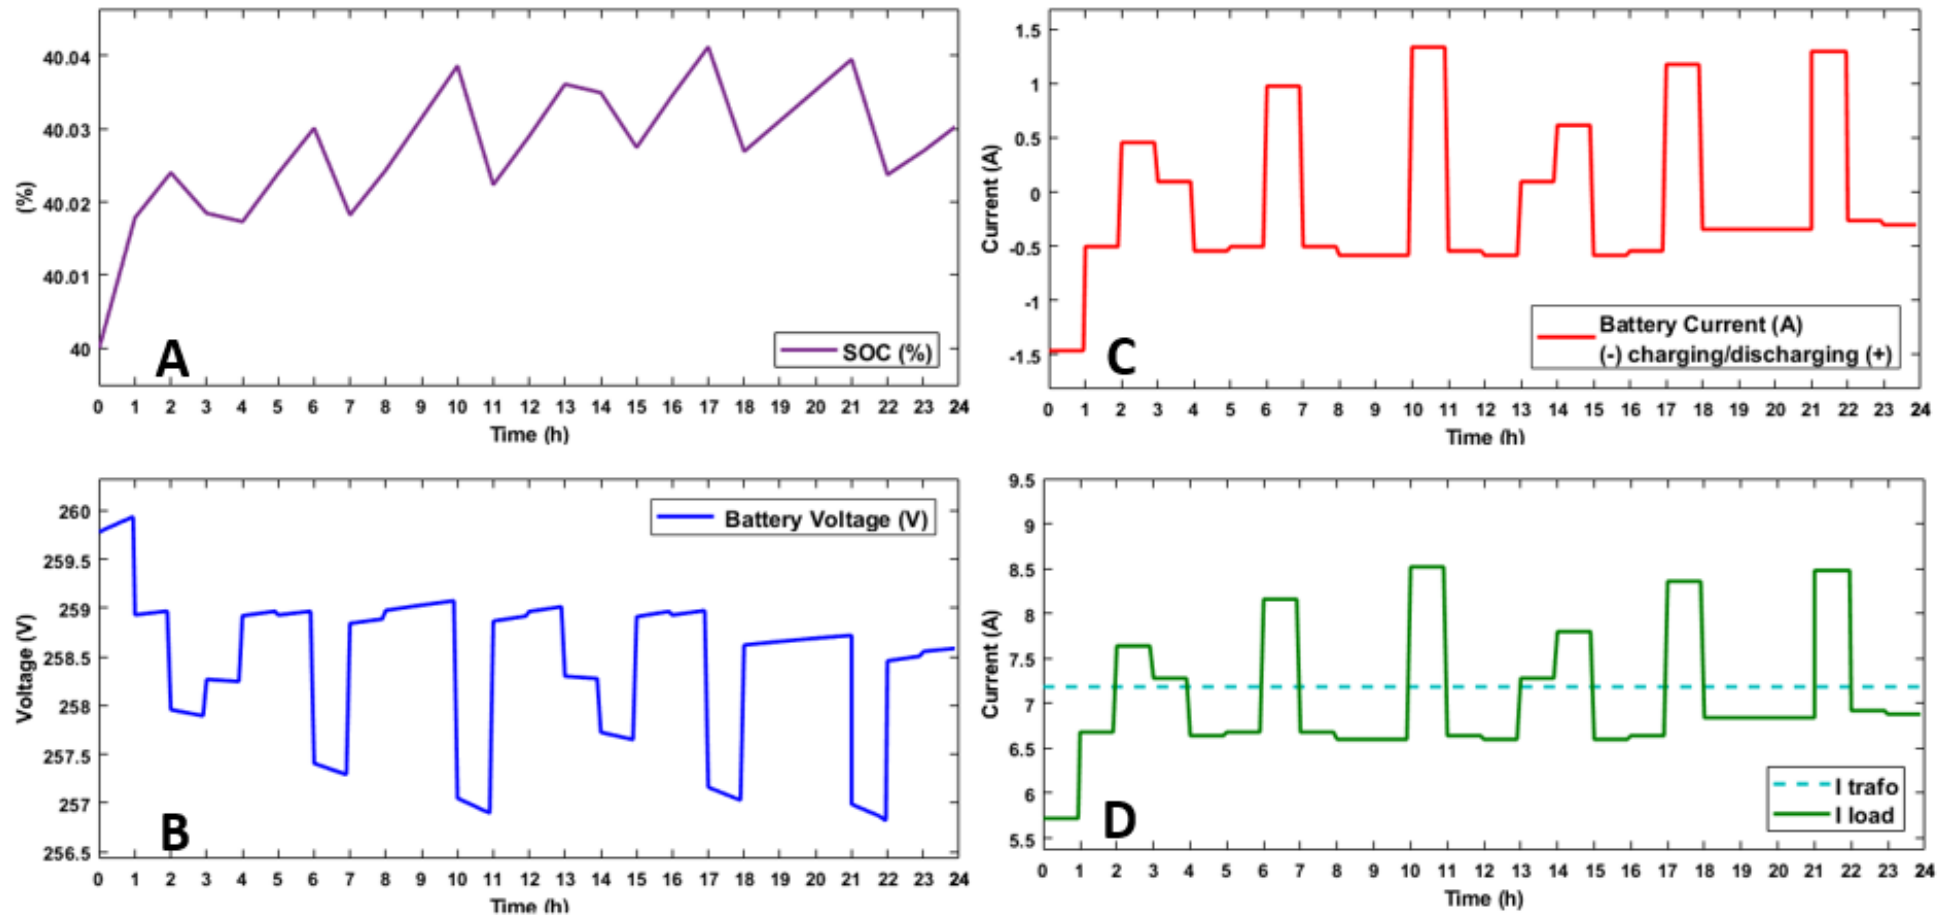 40.04
40.03
40.02
40.01
40
(%)
A
SOC (%)
0 1 2 3 4 5 6 7 8 9 10 11 12 13 14 15 16 17 18 19 20 21 22 23 24
Time (h)
1.5
1
0.5
0
-0.5
-1
-1.5
Current (A)
C
Battery Current (A)
(-) charging/discharging (+)
0 1 2 3 4 5 6 7 8 9 10 11 12 13 14 15 16 17 18 19 20 21 22 23 24
Time (h)
260
259.5
259
258.5
258
257.5
257
256.5
Voltage (V)
B
Battery Voltage (V)
0 1 2 3 4 5 6 7 8 9 10 11 12 13 14 15 16 17 18 19 20 21 22 23 24
Time (h)
9.5
9
8.5
8
7.5
7
6.5
6
5.5
Current (A)
D
I trafo
I load
0 1 2 3 4 5 6 7 8 9 10 11 12 13 14 15 16 17 18 19 20 21 22 23 24
Time (h)